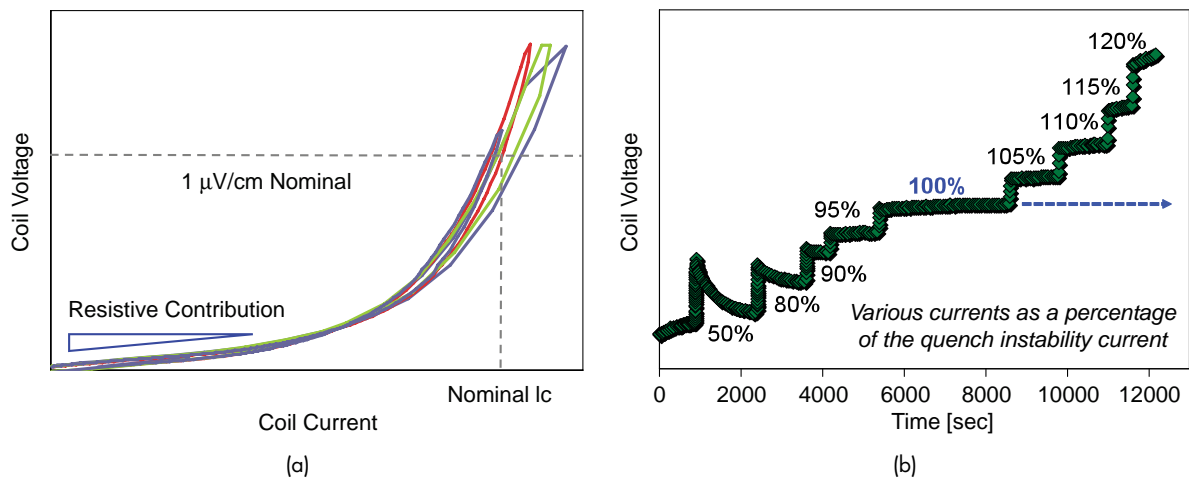 Coil Voltage
1 μV/cm Nominal
Resistive Contribution
Nominal Ic
Coil Current
(a)
Coil Voltage
120%
115%
110%
105%
100%
95%
90%
80%
50%
Various currents as a percentage
of the quench instability current
0 2000 4000 6000 8000 10000 12000
Time [sec]
(b)